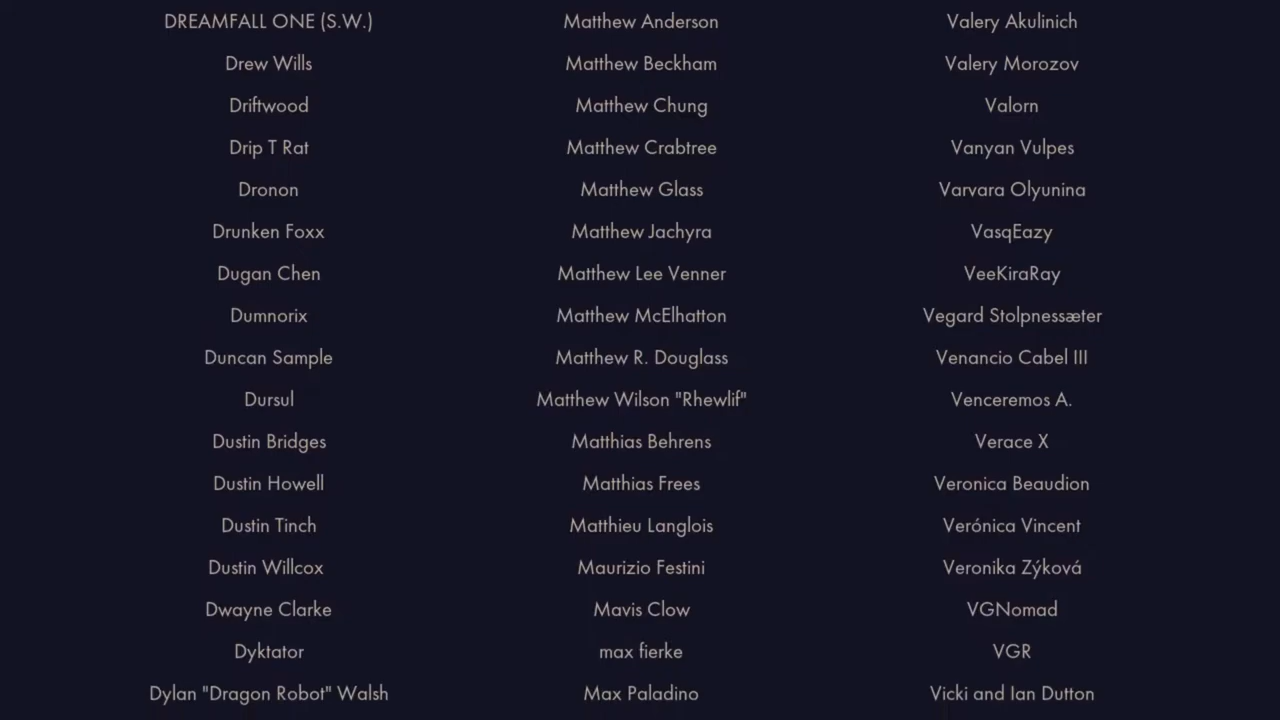 DREAMFALL ONE (S.W.)
Drew Wills
Driftwood
Drip T Rat
Dronon
Drunken Foxx
Dugan Chen
Dumnorix
Duncan Sample
Dursul
Dustin Bridges
Dustin Howell
Dustin Tinch
Dustin Willcox
Dwayne Clarke
Dyktator
Dylan "Dragon Robot" Walsh
Matthew Anderson
Matthew Beckham
Matthew Chung
Matthew Crabtree
Matthew Glass
Matthew Jachyra
Matthew Lee Venner
Matthew McElhatton
Matthew R. Douglass
Matthew Wilson "Rhewlif"
Matthias Behrens
Matthias Frees
Matthieu Langlois
Maurizio Festini
Mavis Clow
max fierke
Max Paladino
Valery Akulinich
Valery Morozov
Valorn
Vanyan Vulpes
Varvara Olyunina
VasqEazy
VeeKiraRay
Vegard Stolpnessæter
Venancio Cabel III
Venceremos A.
Verace X
Veronica Beaudion
Verónica Vincent
Veronika Zýková
VGNomad
VGR
Vicki and Ian Dutton